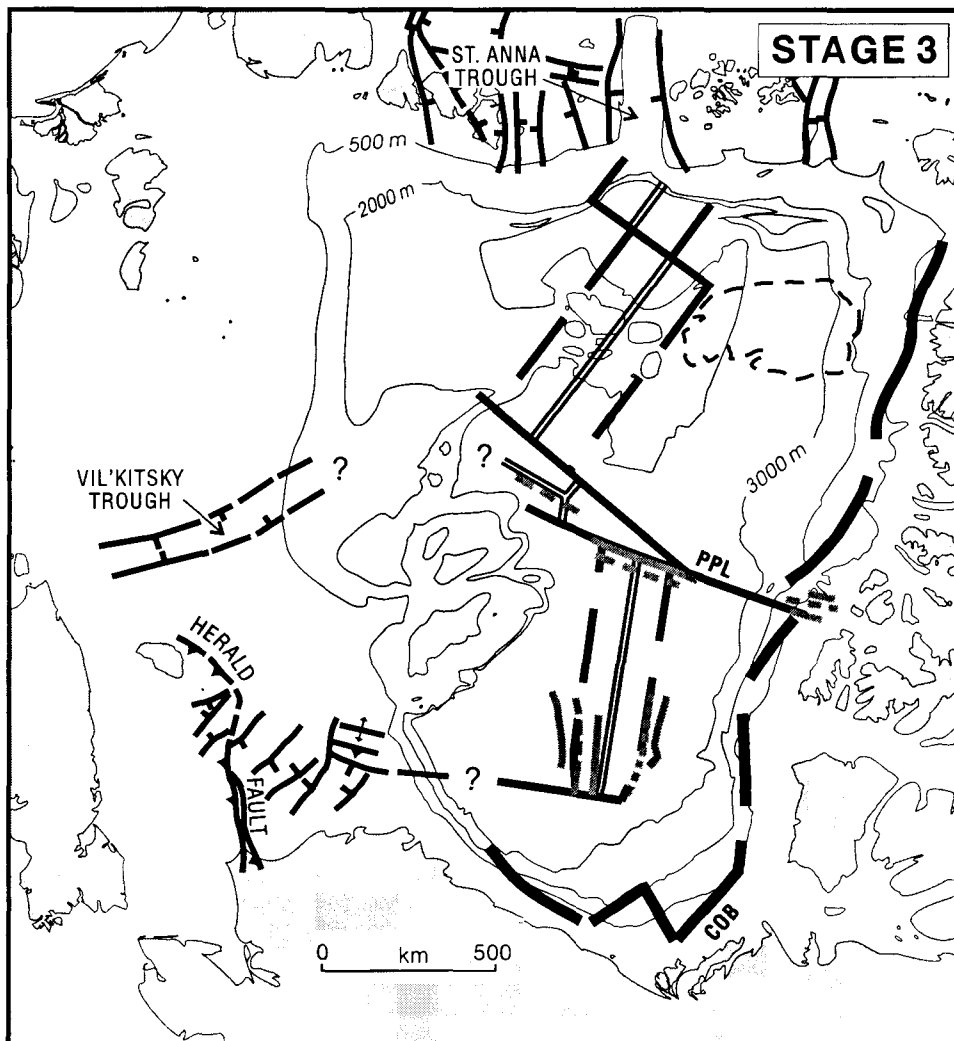 STAGE 3
ST. ANNA
TROUGH
500 m
2000 m
3000 m
?
?
VIL'KITSKY
TROUGH
PPL
HERALD
FAULT
?
COB
0 km 500